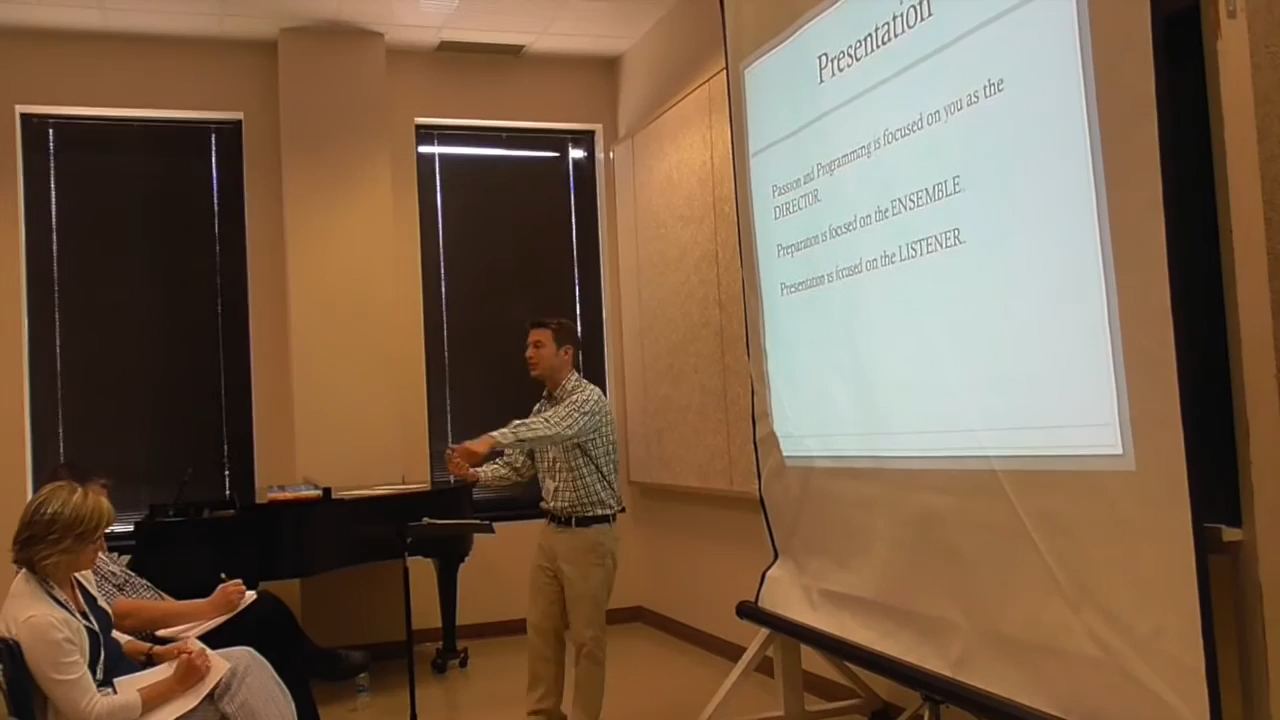 Presentation
Passion and Programming is focused on you as the
DIRECTOR.
Preparation is focused on the ENSEMBLE.
Presentation is focused on the LISTENER.